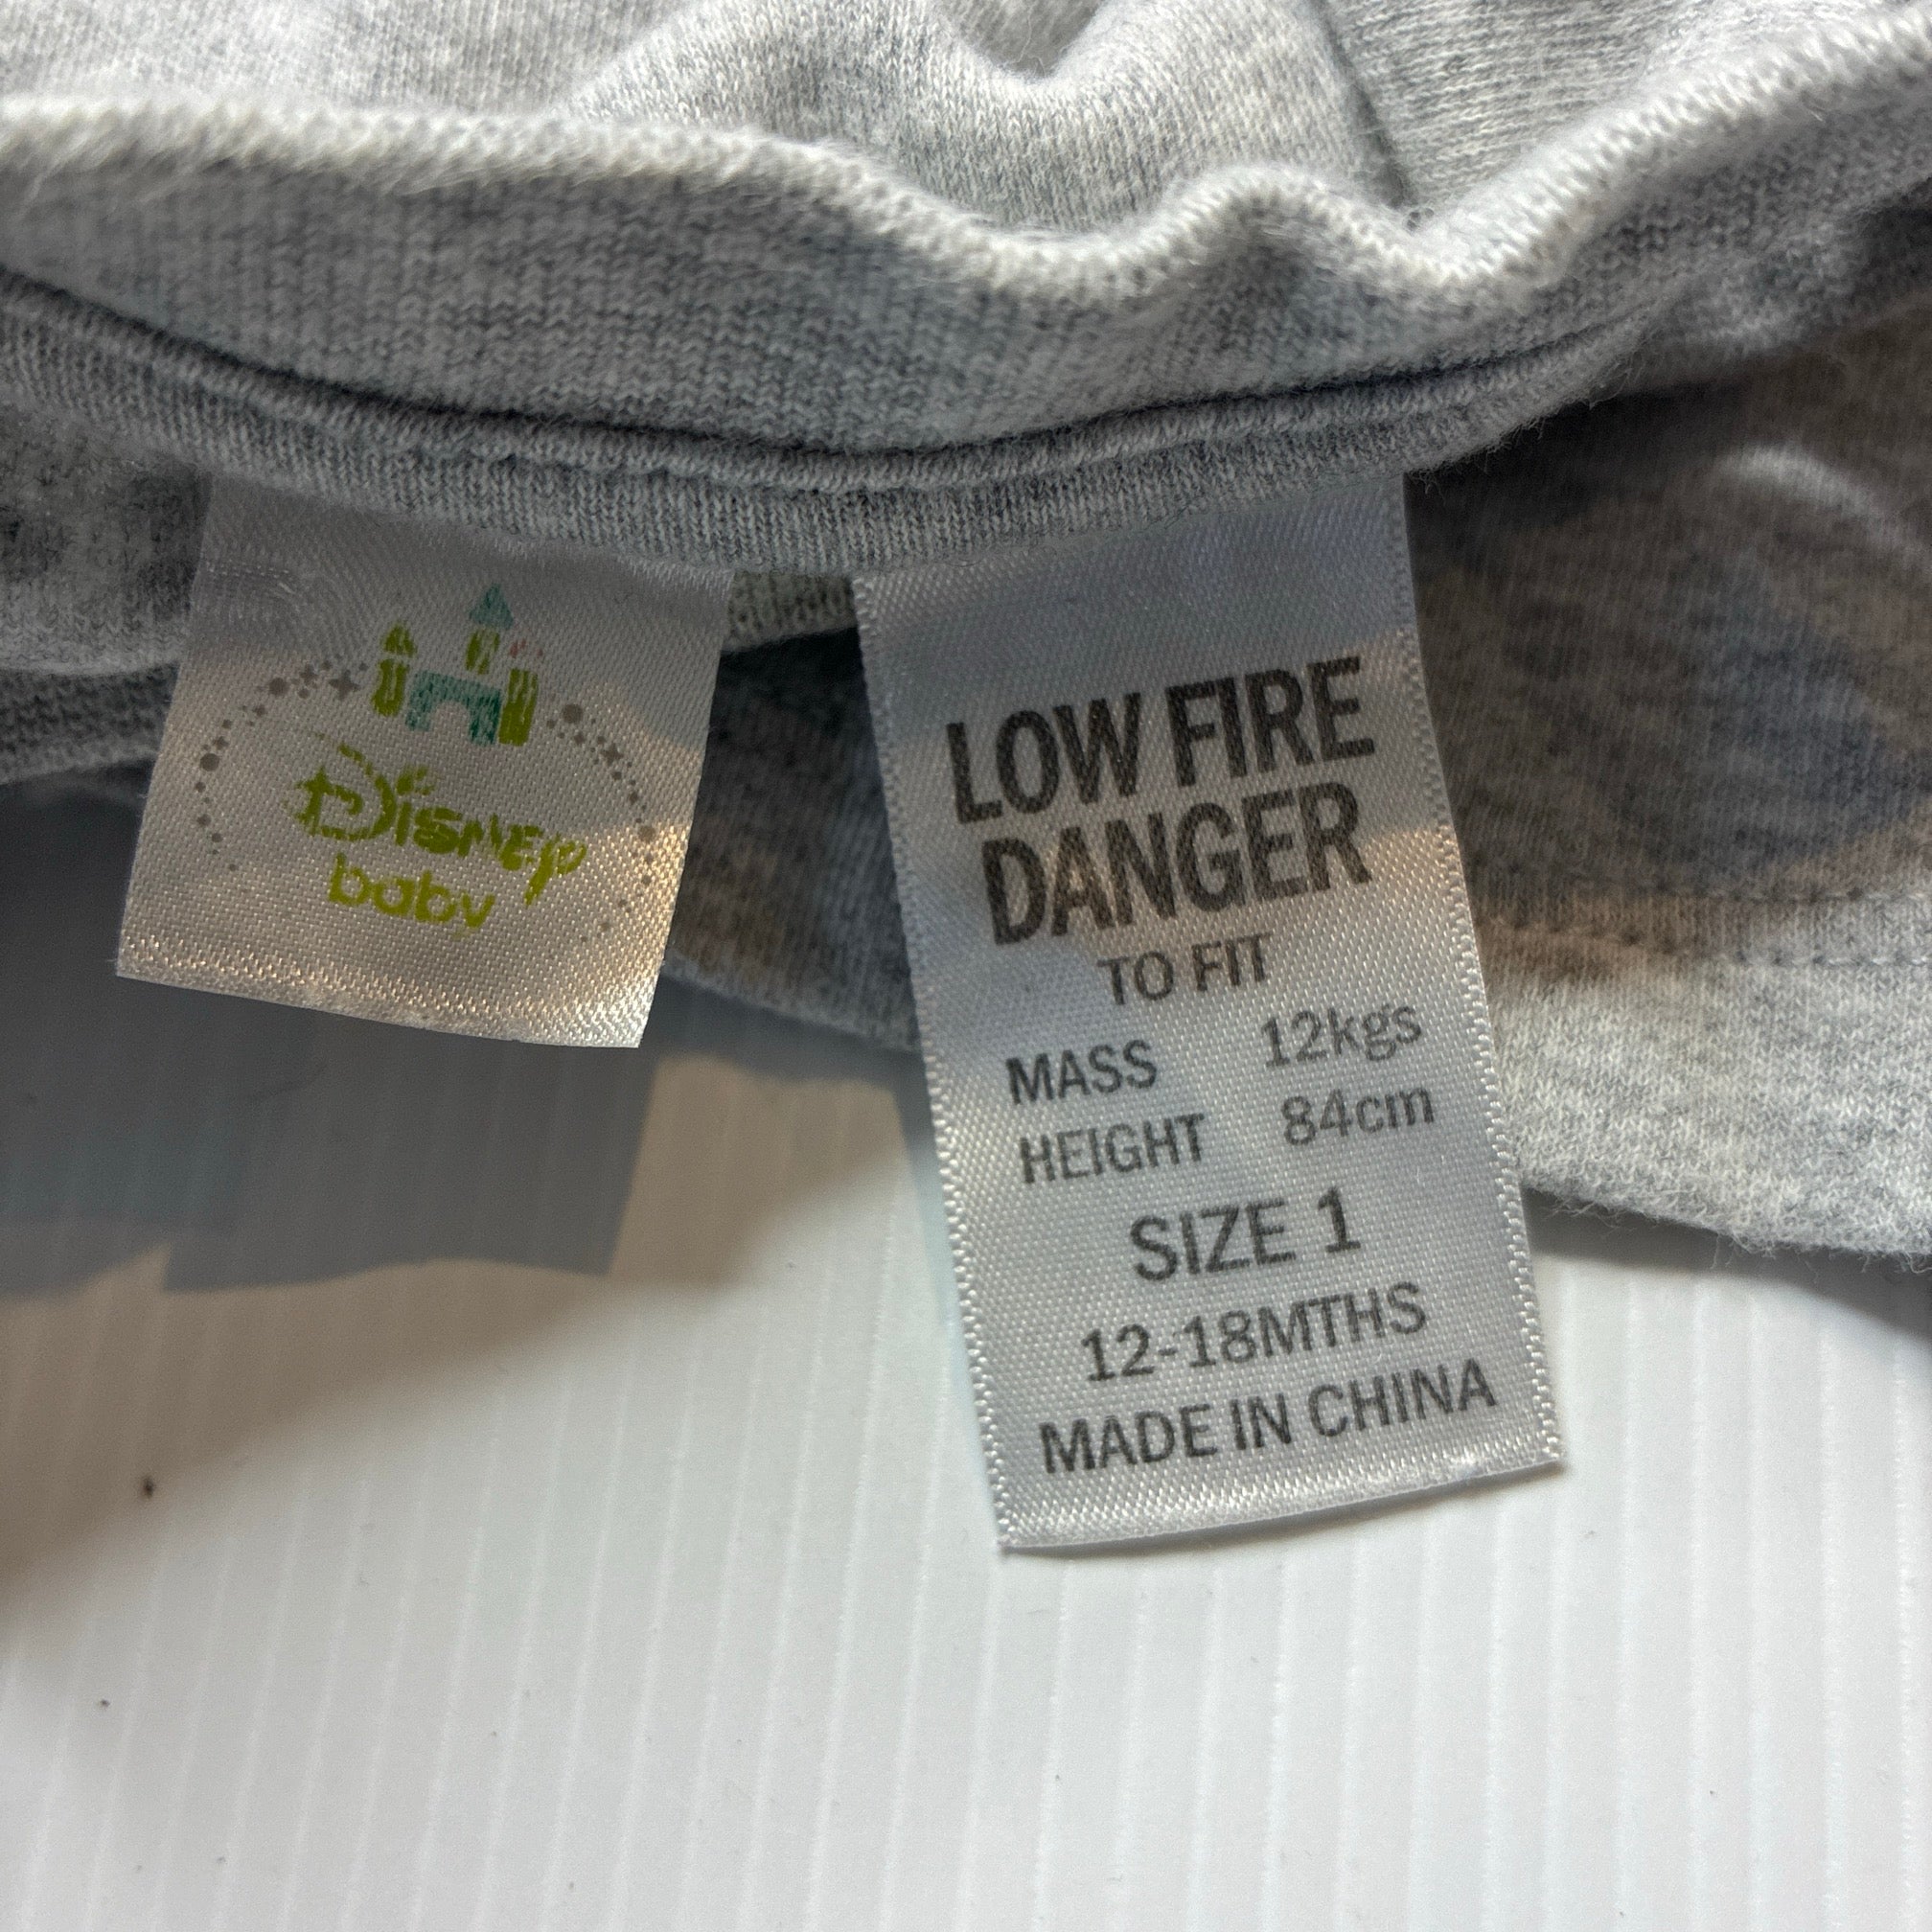 Disney
baby
LOW FIRE
DANGER
TO FIT
MASS 12kgs
HEIGHT 84cm
SIZE 1
12-18MTHS
MADE IN CHINA